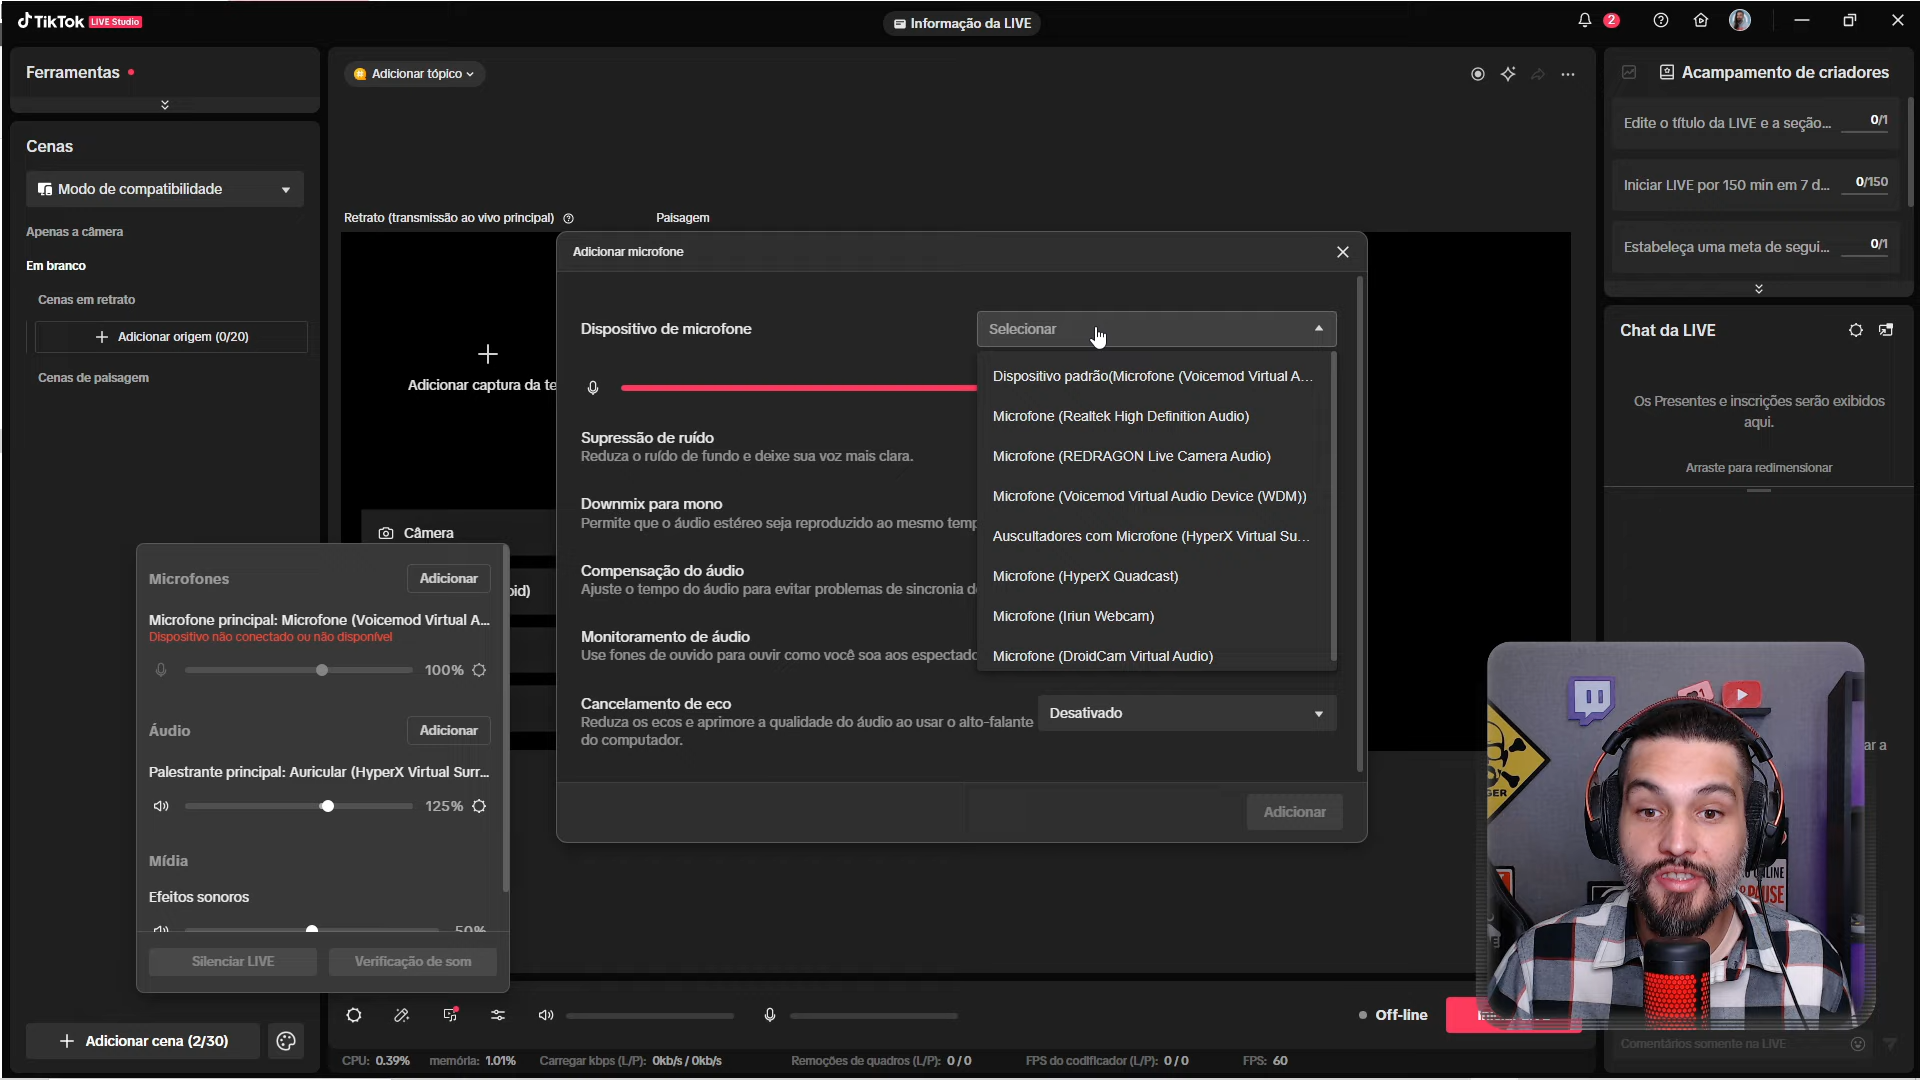 TikTok LIVE Studio
Informação da LIVE
2
Ferramentas
Adicionar tópico
Acampamento de criadores
Edite o título da LIVE e a seção... 0/1
Iniciar LIVE por 150 min em 7 d... 0/150
Estabeleça uma meta de segui... 0/1
Cenas
Modo de compatibilidade
Apenas a câmera
Em branco
Cenas em retrato
Adicionar origem (0/20)
Cenas de paisagem
Retrato (transmissão ao vivo principal)
Paisagem
Adicionar captura da te
Câmera
oid)
Adicionar microfone
Dispositivo de microfone
Selecionar
Dispositivo padrão(Microfone (Voicemod Virtual A...
Microfone (Realtek High Definition Audio)
Microfone (REDRAGON Live Camera Audio)
Microfone (Voicemod Virtual Audio Device (WDM))
Auscultadores com Microfone (HyperX Virtual Su...
Microfone (HyperX Quadcast)
Microfone (Iriun Webcam)
Microfone (DroidCam Virtual Audio)
Supressão de ruído
Reduza o ruído de fundo e deixe sua voz mais clara.
Downmix para mono
Permite que o áudio estéreo seja reproduzido ao mesmo temp
Compensação do áudio
Ajuste o tempo do áudio para evitar problemas de sincronia d
Monitoramento de áudio
Use fones de ouvido para ouvir como você soa aos espectado
Cancelamento de eco
Reduza os ecos e aprimore a qualidade do áudio ao usar o alto-falante
do computador.
Desativado
Adicionar
Chat da LIVE
Os Presentes e inscrições serão exibidos
aqui.
Arraste para redimensionar
ar a
Comentários somente na LIVE
Microfones
Adicionar
Microfone principal: Microfone (Voicemod Virtual A...
Dispositivo não conectado ou não disponível
100%
Áudio
Adicionar
Palestrante principal: Auricular (HyperX Virtual Surr...
125%
Mídia
Efeitos sonoros
50%
Silenciar LIVE
Verificação de som
Adicionar cena (2/30)
Off-line
CPU: 0.39%
memória: 1.01%
Carregar kbps (L/P): 0kb/s / 0kb/s
Remoções de quadros (L/P): 0 / 0
FPS do codificador (L/P): 0 / 0
FPS: 60